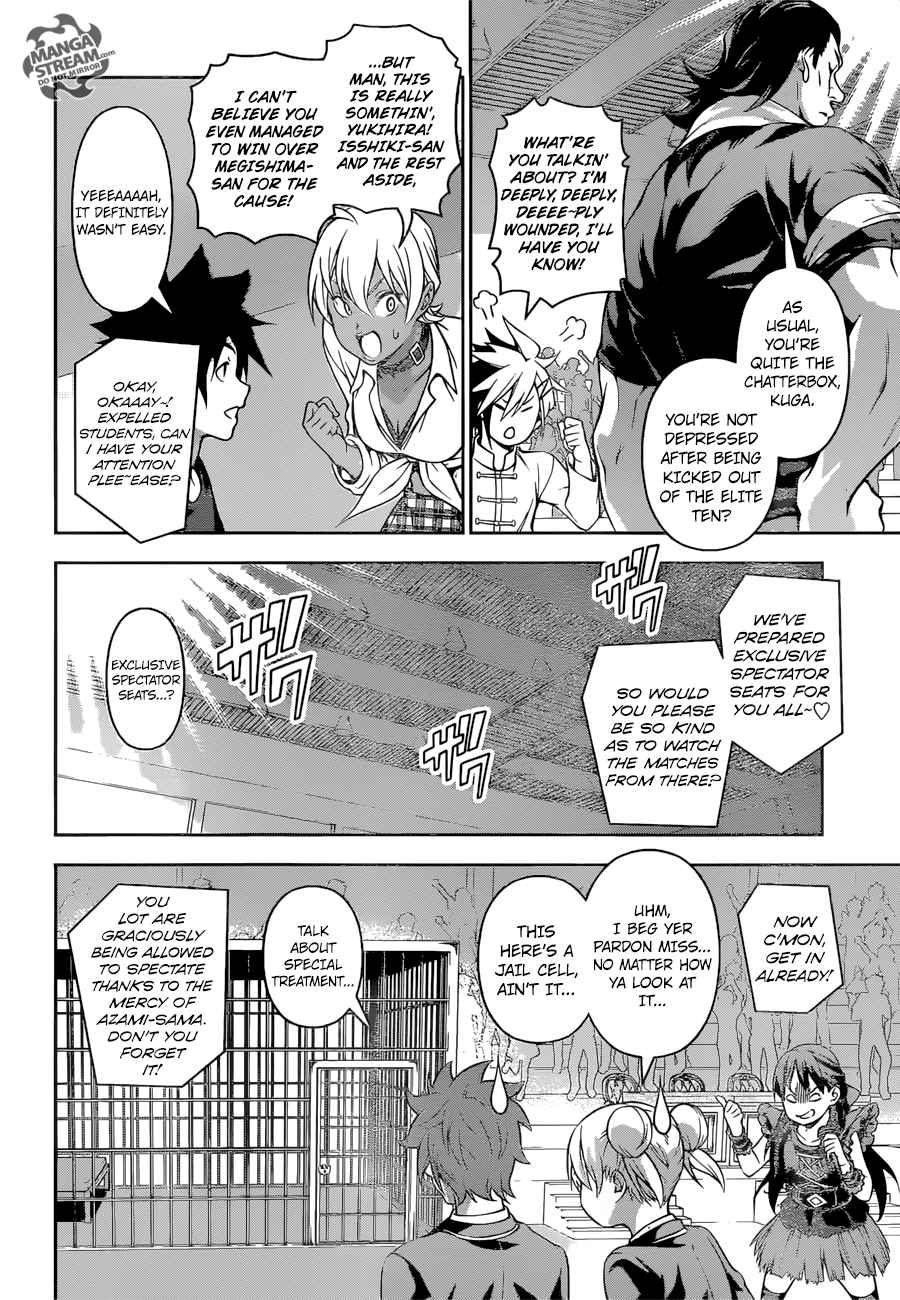 MANGA
STREAM.com
DO NOT MIRROR
WHAT'RE
YOU TALKIN'
ABOUT? I'M
DEEPLY, DEEPLY,
DEEEE~PLY
WOUNDED, I'LL
HAVE YOU
KNOW!
AS
USUAL,
YOU'RE
QUITE THE
CHATTERBOX,
KUGA.
YOU'RE NOT
DEPRESSED
AFTER BEING
KICKED OUT
OF THE ELITE
TEN?
...BUT
MAN, THIS
IS REALLY
SOMETHIN',
YUKIHIRA!
ISSHIKI-SAN
AND THE REST
ASIDE,
I CAN'T
BELIEVE YOU
EVEN MANAGED
TO WIN OVER
MEGISHIMA-
SAN FOR THE
CAUSE!
YEEEAAAAH,
IT DEFINITELY
WASN'T EASY.
OKAY,
OKAAAY~!
EXPELLED
STUDENTS, CAN
I HAVE YOUR
ATTENTION
PLEE~EASE?
WE'VE
PREPARED
EXCLUSIVE
SPECTATOR
SEATS FOR
YOU ALL~♡
SO WOULD
YOU PLEASE
BE SO KIND
AS TO WATCH
THE MATCHES
FROM THERE?
ザワ
ザワ
ザワ
EXCLUSIVE
SPECTATOR
SEATS...?
NOW
C'MON,
GET IN
ALREADY!
UHM,
I BEG YER
PARDON MISS...
NO MATTER HOW
YA LOOK AT
IT...
THIS
HERE'S A
JAIL CELL,
AIN'T IT...
TALK
ABOUT
SPECIAL
TREATMENT...
YOU
LOT ARE
GRACIOUSLY
BEING ALLOWED
TO SPECTATE
THANKS TO THE
MERCY OF
AZAMI-SAMA.
DON'T YOU
FORGET
IT!